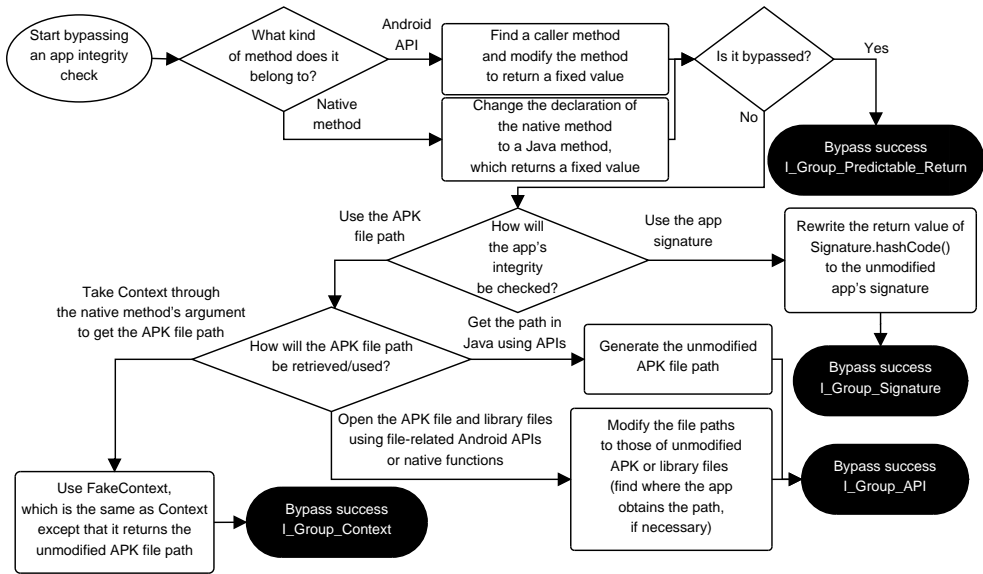 Start bypassing
an app integrity
check
What kind
of method does it
belong to?
Android
API
Native
method
Find a caller method
and modify the method
to return a fixed value
Change the declaration of
the native method
to a Java method,
which returns a fixed value
Is it bypassed?
Yes
No
Bypass success
I_Group_Predictable_Return
Use the APK
file path
How will
the app's
integrity
be checked?
Use the app
signature
Rewrite the return value of
Signature.hashCode()
to the unmodified
app's signature
Bypass success
I_Group_Signature
Take Context through
the native method's argument
to get the APK file path
How will the APK file path
be retrieved/used?
Get the path in
Java using APIs
Generate the unmodified
APK file path
Open the APK file and library files
using file-related Android APIs
or native functions
Modify the file paths
to those of unmodified
APK or library files
(find where the app
obtains the path,
if necessary)
Bypass success
I_Group_API
Use FakeContext,
which is the same as Context
except that it returns the
unmodified APK file path
Bypass success
I_Group_Context